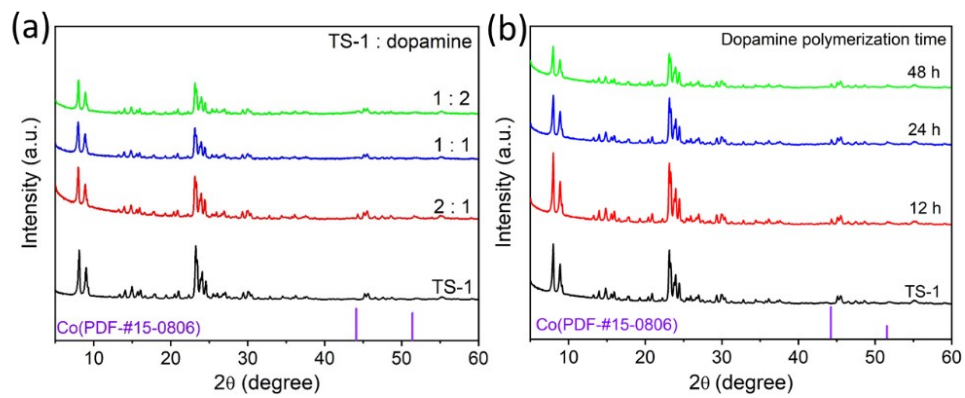 (a)
TS-1 : dopamine
1 : 2
1 : 1
2 : 1
TS-1
Co(PDF-#15-0806)
Intensity (a.u.)
10 20 30 40 50 60
2θ (degree)
(b)
Dopamine polymerization time
48 h
24 h
12 h
TS-1
Co(PDF-#15-0806)
Intensity (a.u.)
10 20 30 40 50 60
2θ (degree)